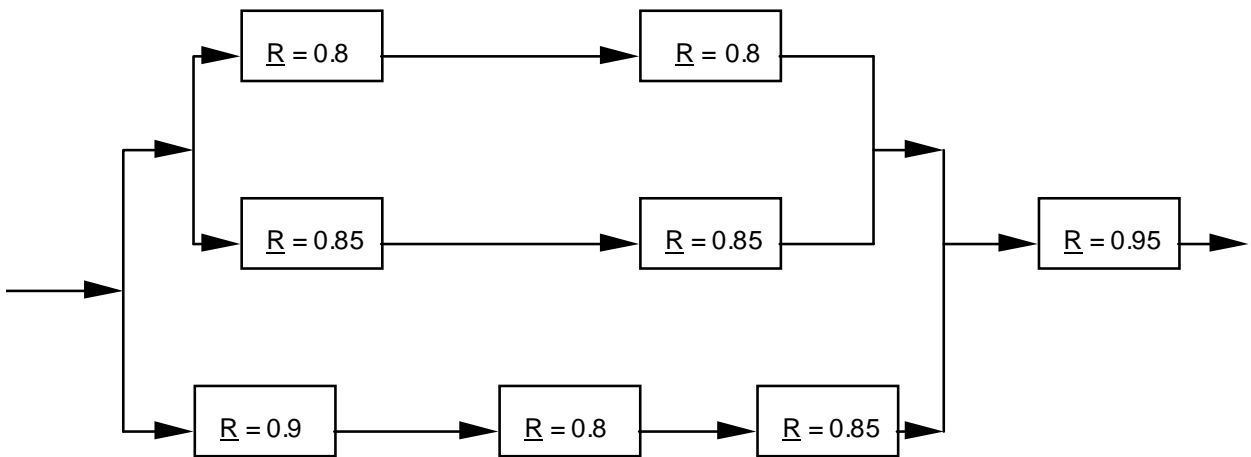 R = 0.8
R = 0.8
R = 0.85
R = 0.85
R = 0.95
R = 0.9
R = 0.8
R = 0.85